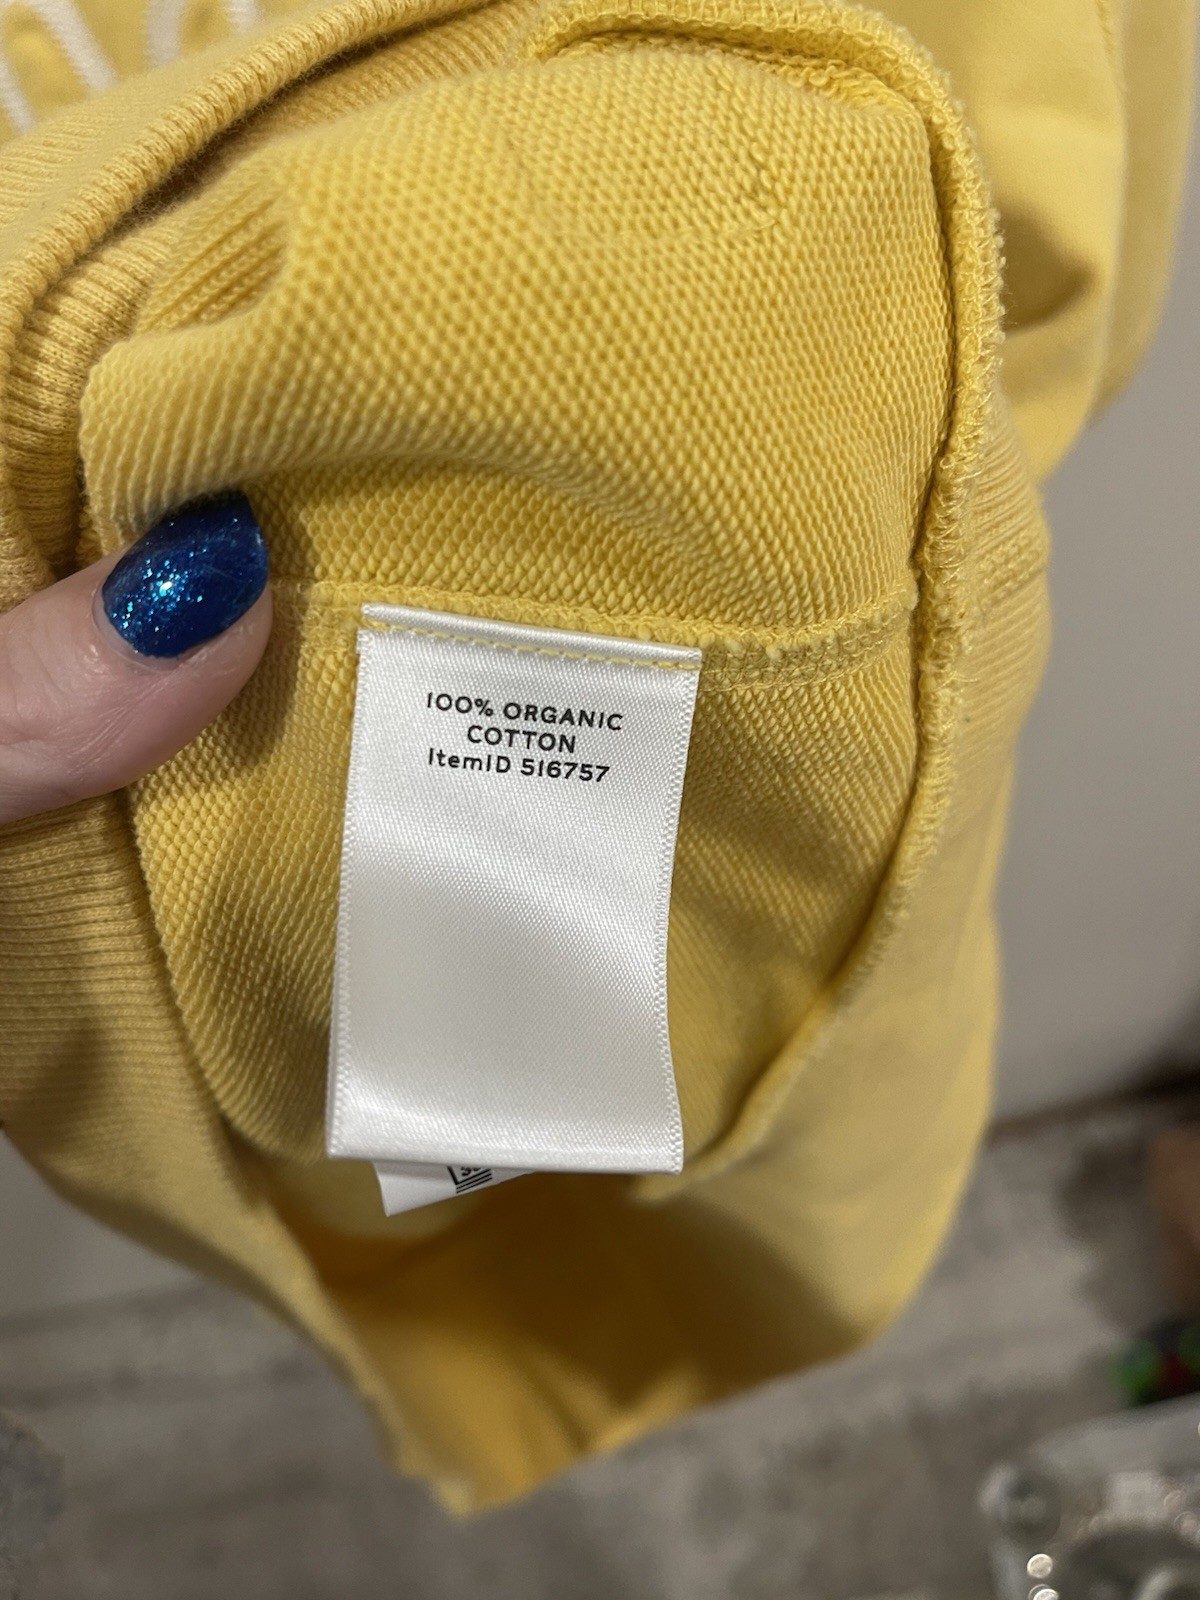 100% ORGANIC
COTTON
ItemID 516757